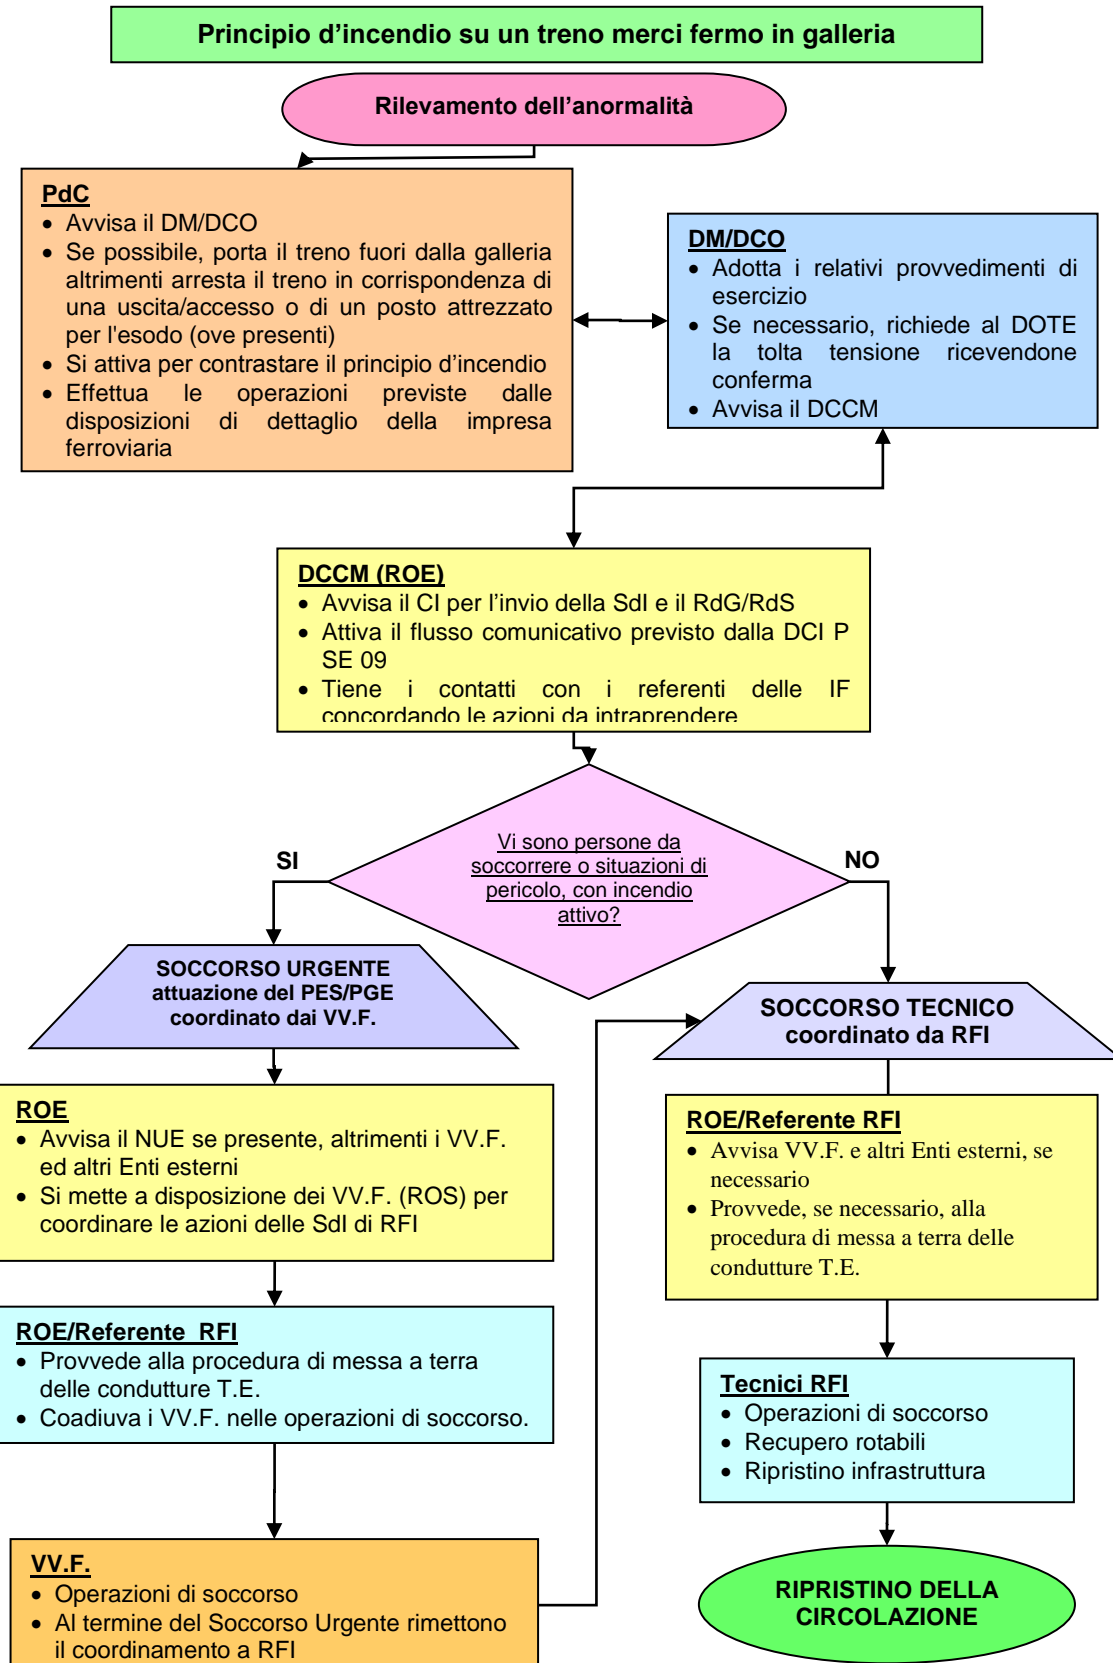 Principio d'incendio su un treno merci fermo in galleria
Rilevamento dell'anormalità
PdC
• Avvisa il DM/DCO
• Se possibile, porta il treno fuori dalla galleria
altrimenti arresta il treno in corrispondenza di
una uscita/accesso o di un posto attrezzato
per l'esodo (ove presenti)
• Si attiva per contrastare il principio d'incendio
• Effettua le operazioni previste dalle
disposizioni di dettaglio della impresa
ferroviaria
DM/DCO
• Adotta i relativi provvedimenti di
esercizio
• Se necessario, richiede al DOTE
la tolta tensione ricevendone
conferma
• Avvisa il DCCM
DCCM (ROE)
• Avvisa il CI per l'invio della SdI e il RdG/RdS
• Attiva il flusso comunicativo previsto dalla DCI P
SE 09
• Tiene i contatti con i referenti delle IF
concordando le azioni da intraprendere
Vi sono persone da
soccorrere o situazioni di
pericolo, con incendio
attivo?
SI
NO
SOCCORSO URGENTE
attuazione del PES/PGE
coordinato dai VV.F.
SOCCORSO TECNICO
coordinato da RFI
ROE
• Avvisa il NUE se presente, altrimenti i VV.F.
ed altri Enti esterni
• Si mette a disposizione dei VV.F. (ROS) per
coordinare le azioni delle SdI di RFI
ROE/Referente RFI
• Avvisa VV.F. e altri Enti esterni, se
necessario
• Provvede, se necessario, alla
procedura di messa a terra delle
condutture T.E.
ROE/Referente RFI
• Provvede alla procedura di messa a terra
delle condutture T.E.
• Coadiuva i VV.F. nelle operazioni di soccorso.
Tecnici RFI
• Operazioni di soccorso
• Recupero rotabili
• Ripristino infrastruttura
VV.F.
• Operazioni di soccorso
• Al termine del Soccorso Urgente rimettono
il coordinamento a RFI
RIPRISTINO DELLA
CIRCOLAZIONE